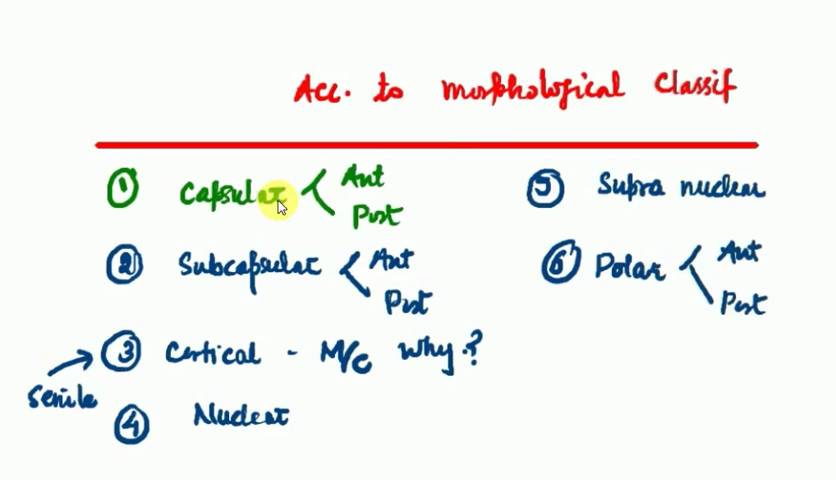 Acc. to morphological Classif
① Capsular < Ant
Post
② Subcapsular < Ant
Post
③ Cortical - M/C Why.?
Senile
④ Nuclear
⑤ Supra nuclear
⑥ Polar < Ant
Post